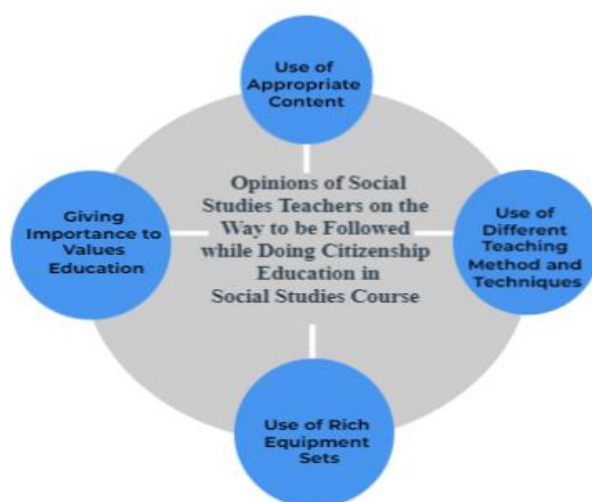 Use of
Appropriate
Content
Opinions of Social
Studies Teachers on the
Way to be Followed
while Doing Citizenship
Education in
Social Studies Course
Giving
Importance to
Values
Education
Use of
Different
Teaching
Method and
Techniques
Use of Rich
Equipment
Sets